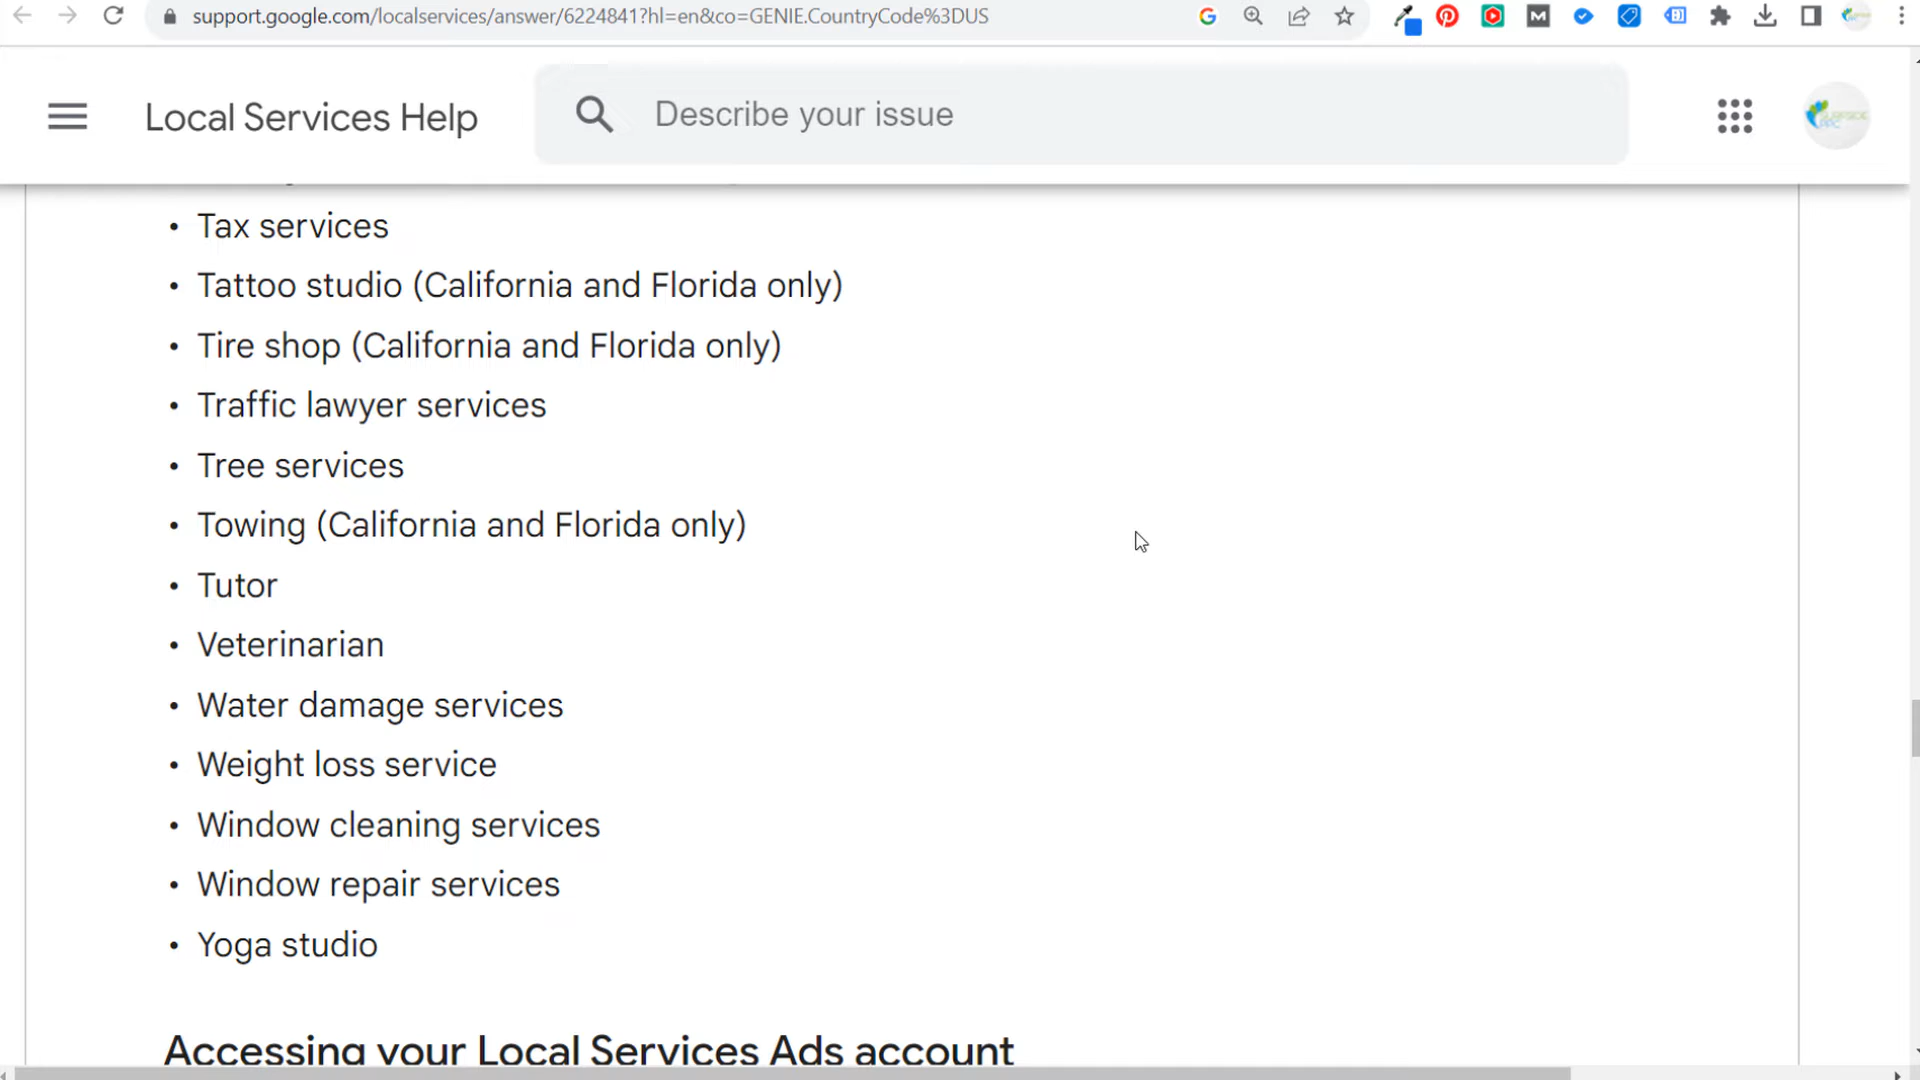 support.google.com/localservices/answer/6224841?hl=en&co=GENIE.CountryCode%3DUS
Local Services Help
Describe your issue
• Tax services
• Tattoo studio (California and Florida only)
• Tire shop (California and Florida only)
• Traffic lawyer services
• Tree services
• Towing (California and Florida only)
• Tutor
• Veterinarian
• Water damage services
• Weight loss service
• Window cleaning services
• Window repair services
• Yoga studio
Accessing your Local Services Ads account